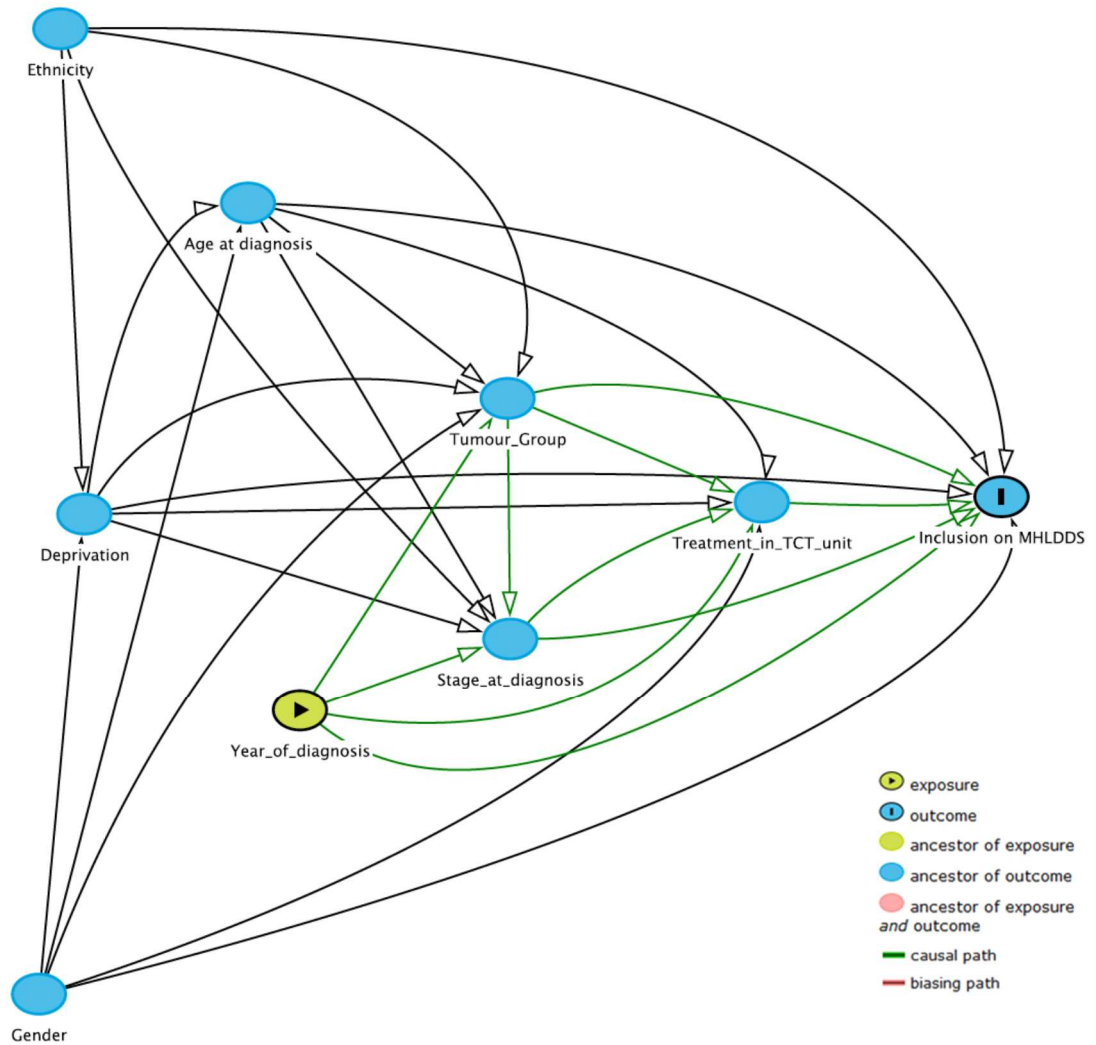 Ethnicity
Age at diagnosis
Tumour_Group
Deprivation
Treatment_in_TCT_unit
Inclusion on MHLDDS
Stage_at_diagnosis
Year_of_diagnosis
Gender
exposure
outcome
ancestor of exposure
ancestor of outcome
ancestor of exposure
and outcome
causal path
biasing path